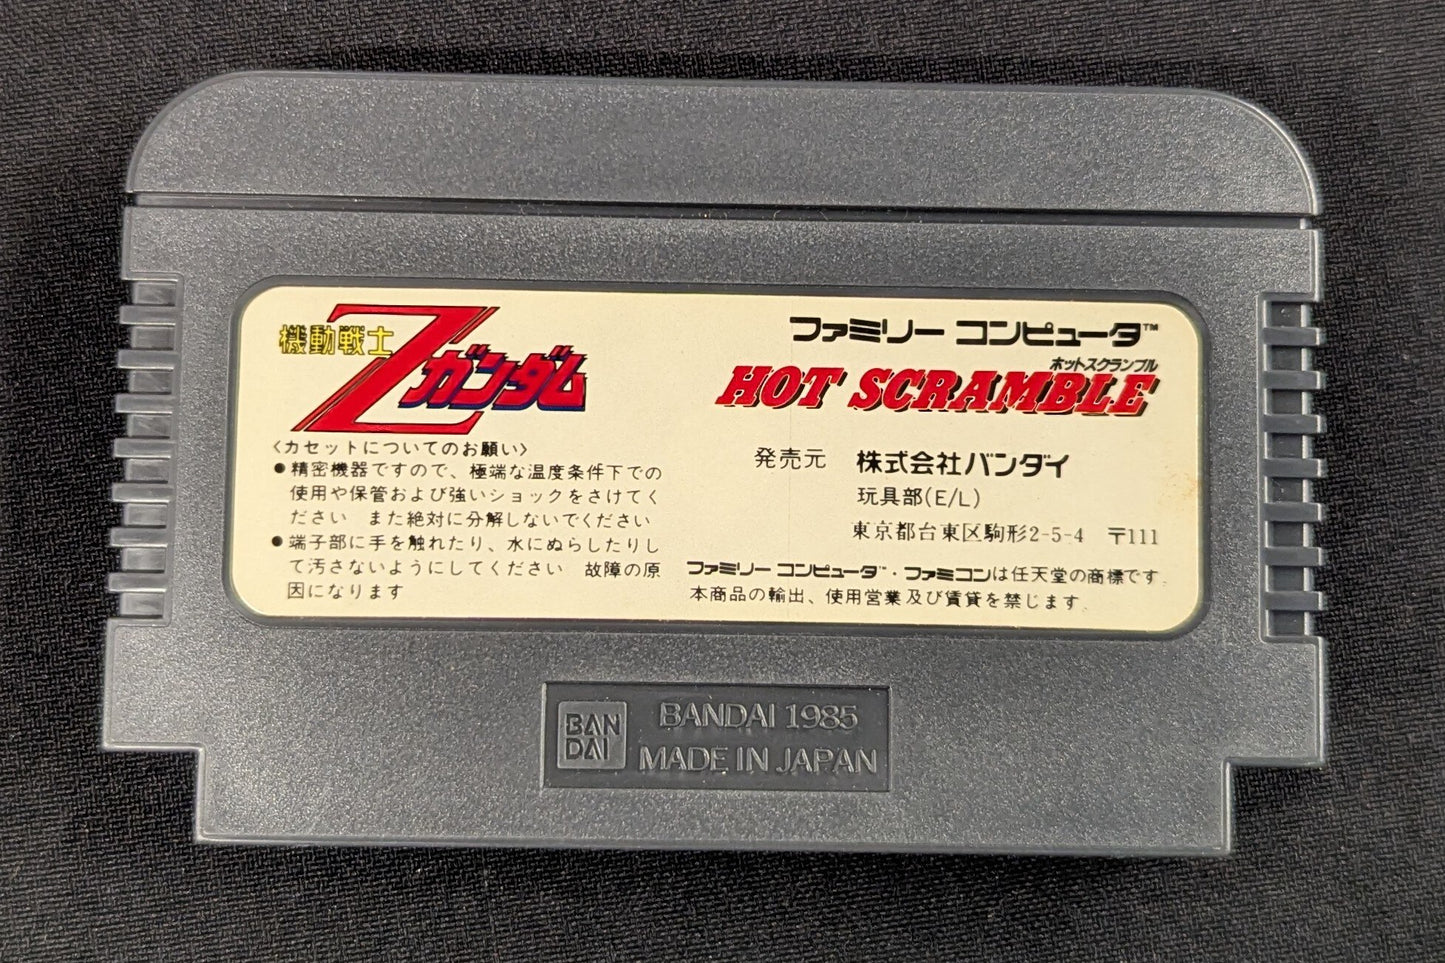 機動戦士Zガンダム
〈カセットについてのお願い〉
●精密機器ですので、極端な温度条件下での
使用や保管および強いショックをさけてく
ださい　また絶対に分解しないでください
●端子部に手を触れたり、水にぬらしたりし
て汚さないようにしてください　故障の原
因になります
ファミリー コンピュータ™
ホットスクランブル
HOT SCRAMBLE
発売元　株式会社バンダイ
玩具部(E/L)
東京都台東区駒形2-5-4　〒111
ファミリー コンピュータ™・ファミコンは任天堂の商標です。
本商品の輸出、使用営業及び賃貸を禁じます。
BAN
DAI
BANDAI 1985
MADE IN JAPAN